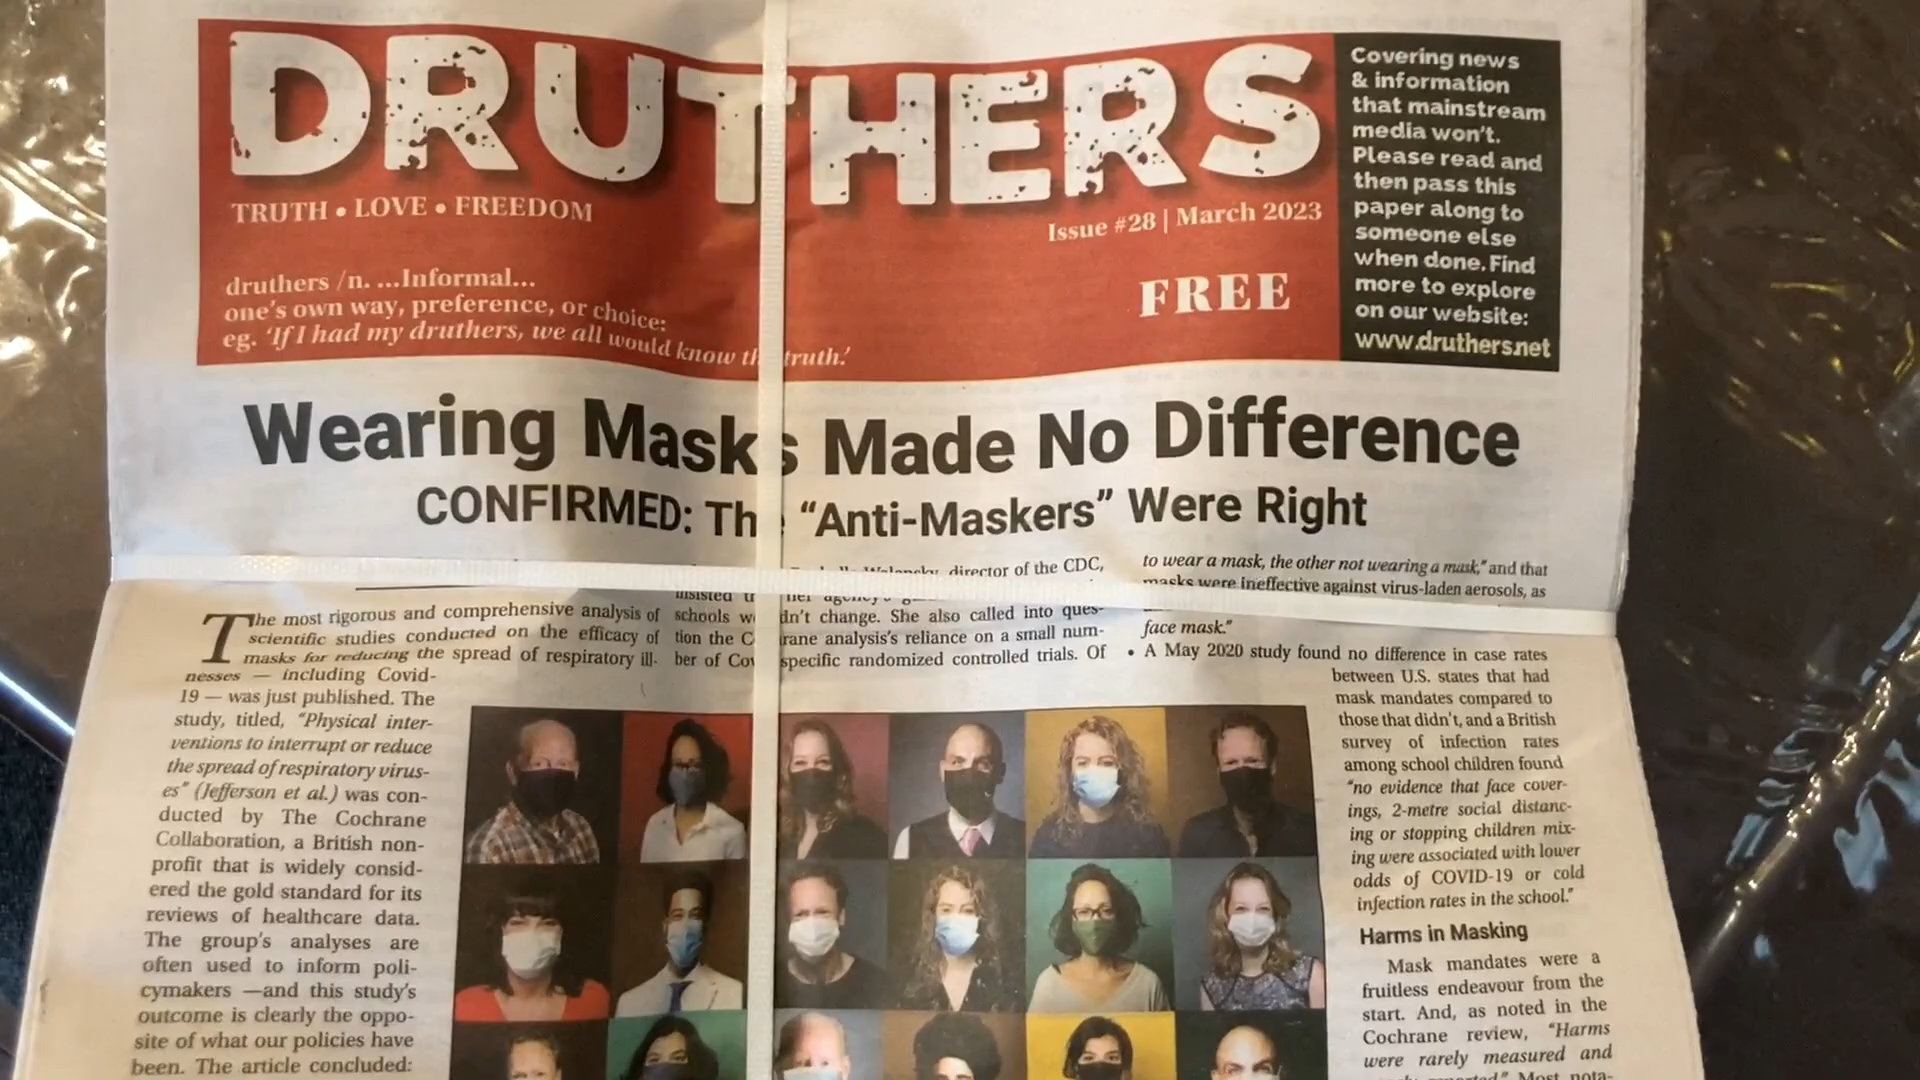 DRUTHERS
TRUTH • LOVE • FREEDOM
Issue #28 | March 2023
druthers /n. ...Informal...
one's own way, preference, or choice:
eg. 'If I had my druthers, we all would know th truth.'
FREE
Covering news
& information
that mainstream
media won't.
Please read and
then pass this
paper along to
someone else
when done. Find
more to explore
on our website:
www.druthers.net
Wearing Masks Made No Difference
CONFIRMED: Th "Anti-Maskers" Were Right
The most rigorous and comprehensive analysis of
scientific studies conducted on the efficacy of
masks for reducing the spread of respiratory ill-
nesses — including Covid-
19 — was just published. The
study, titled, "Physical inter-
ventions to interrupt or reduce
the spread of respiratory virus-
es" (Jefferson et al.) was con-
ducted by The Cochrane
Collaboration, a British non-
profit that is widely consid-
ered the gold standard for its
reviews of healthcare data.
The group's analyses are
often used to inform poli-
cymakers —and this study's
outcome is clearly the oppo-
site of what our policies have
been. The article concluded:
director of the CDC,
insisted
schools w dn't change. She also called into ques-
tion the C rane analysis's reliance on a small num-
ber of Cov specific randomized controlled trials. Of
to wear a mask, the other not wearing a mask," and that
masks were ineffective against virus-laden aerosols, as
face mask."
• A May 2020 study found no difference in case rates
between U.S. states that had
mask mandates compared to
those that didn't, and a British
survey of infection rates
among school children found
"no evidence that face cover-
ings, 2-metre social distanc-
ing or stopping children mix-
ing were associated with lower
odds of COVID-19 or cold
infection rates in the school."
Harms in Masking
Mask mandates were a
fruitless endeavour from the
start. And, as noted in the
Cochrane review, "Harms
were rarely measured and
Most nota-